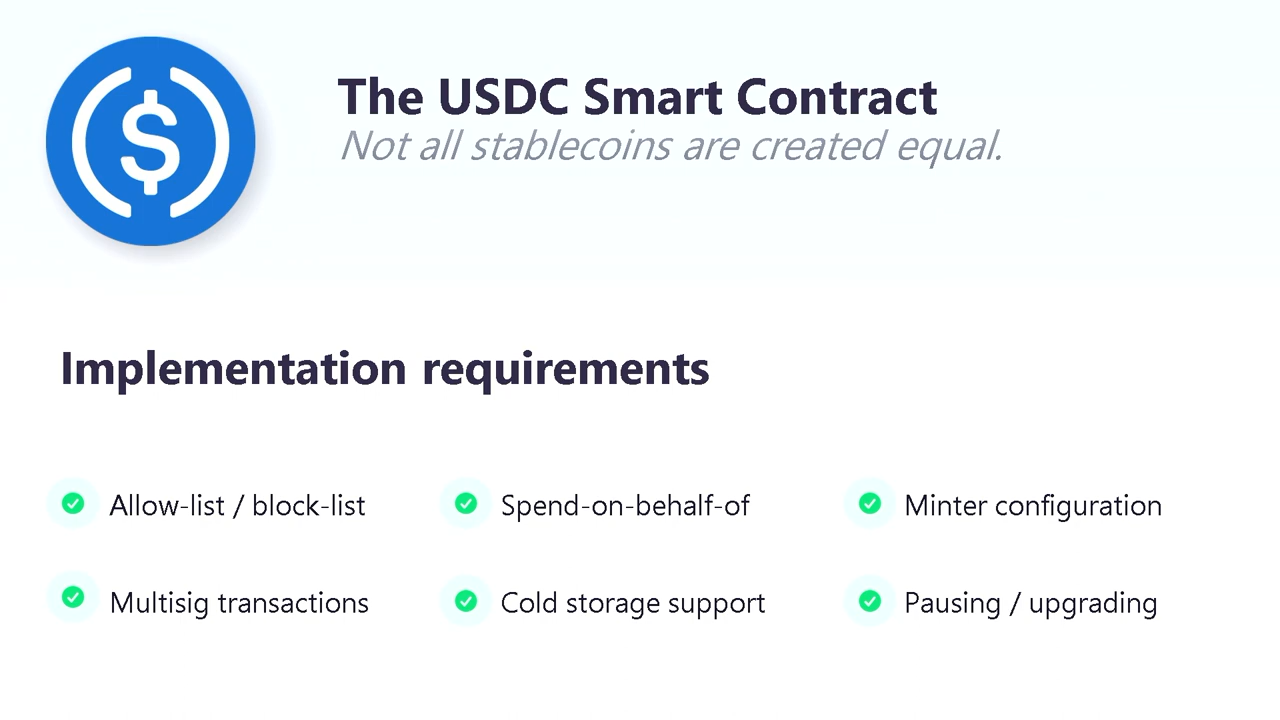 The USDC Smart Contract
Not all stablecoins are created equal.
Implementation requirements
Allow-list / block-list
Spend-on-behalf-of
Minter configuration
Multisig transactions
Cold storage support
Pausing / upgrading